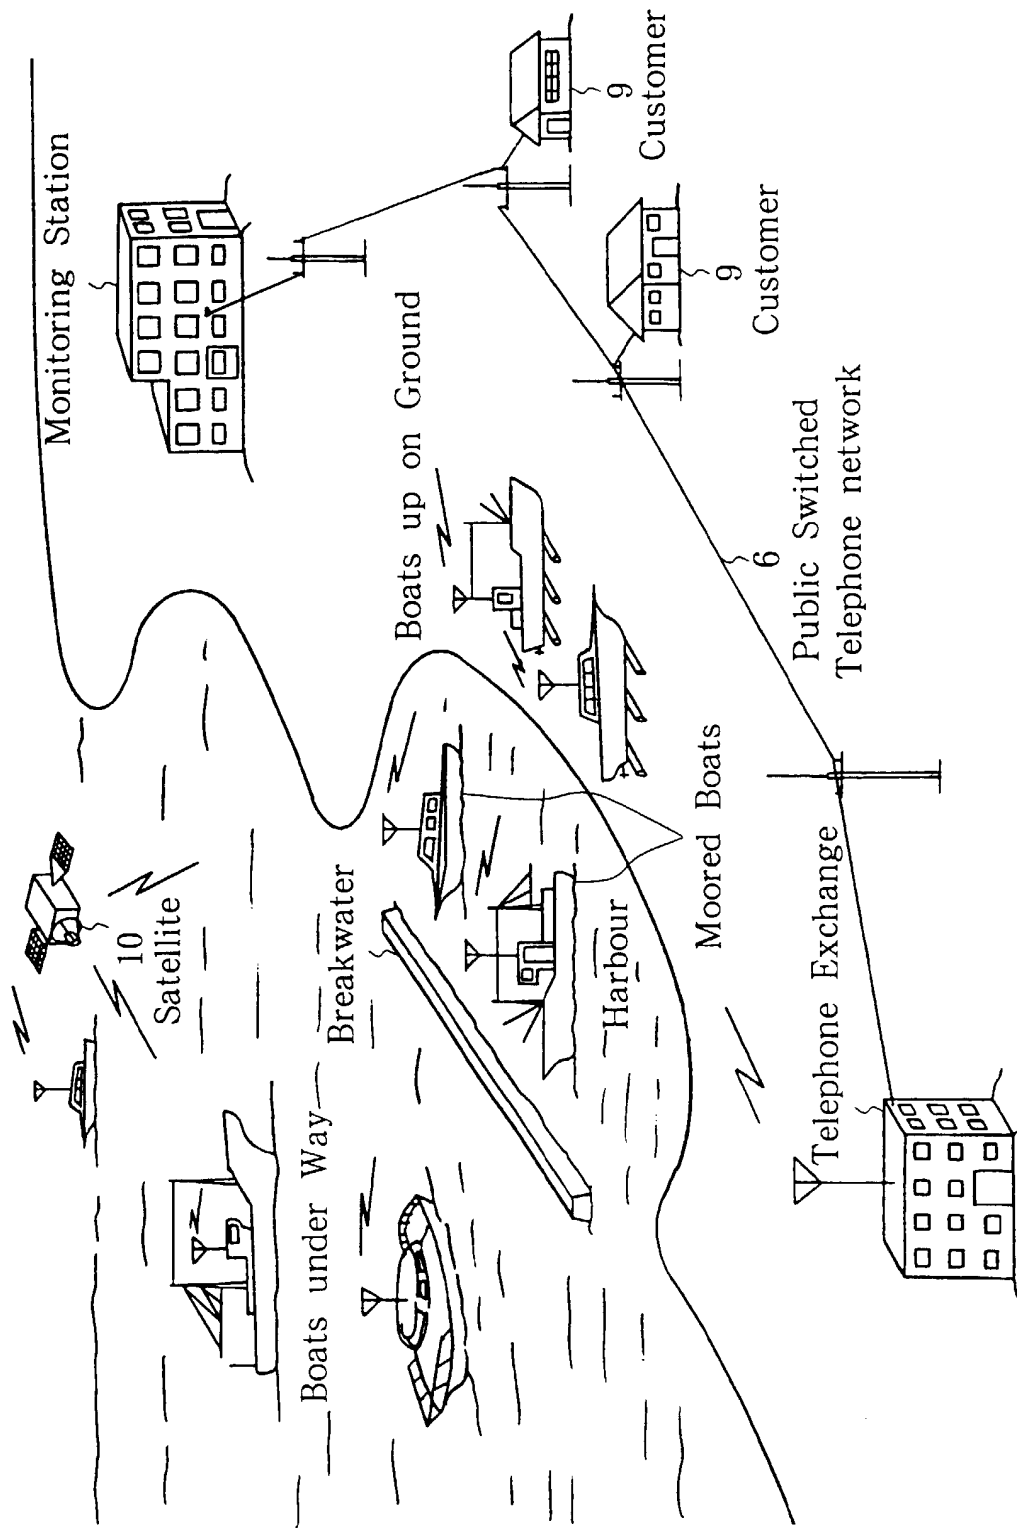 Monitoring Station
9
Customer
9
Customer
Boats up on Ground
6
Public Switched
Telephone network
10
Satellite
Breakwater
Harbour
Moored Boats
Boats under Way
Telephone Exchange